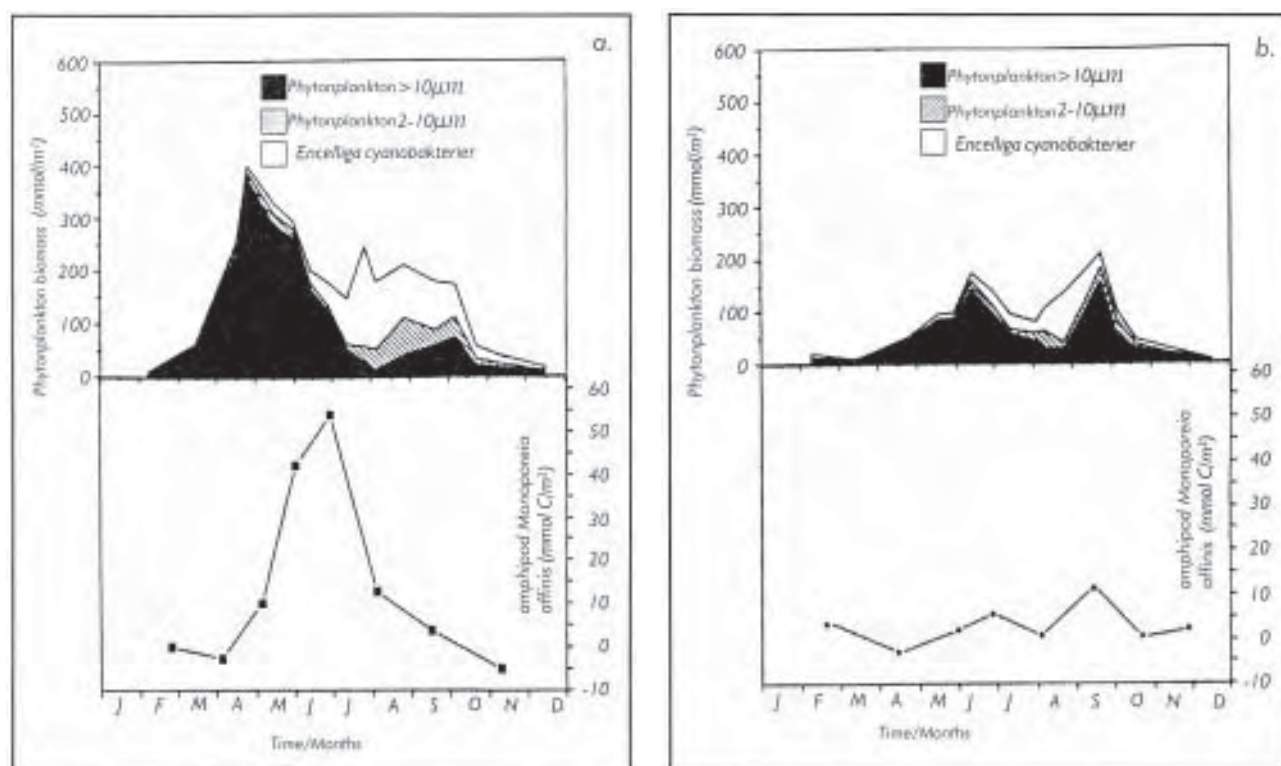 a.
600
500
400
300
200
100
0
Phytonplankton biomass (mmol/m²)
Phytonplankton > 10µm
Phytonplankton 2-10µm
Encelliga cyanobakterier
60
50
40
30
20
10
0
-10
amphipod Monoporeia
affinis (mmol C/m²)
J F M A M J J A S O N D
Time/Months
b.
600
500
400
300
200
100
0
Phytonplankton biomass (mmol/m²)
Phytonplankton > 10µm
Phytonplankton 2-10µm
Encelliga cyanobakterier
60
50
40
30
20
10
0
-10
amphipod Monoporeia
affinis (mmol C/m²)
J F M A M J J A S O N D
Time/Months